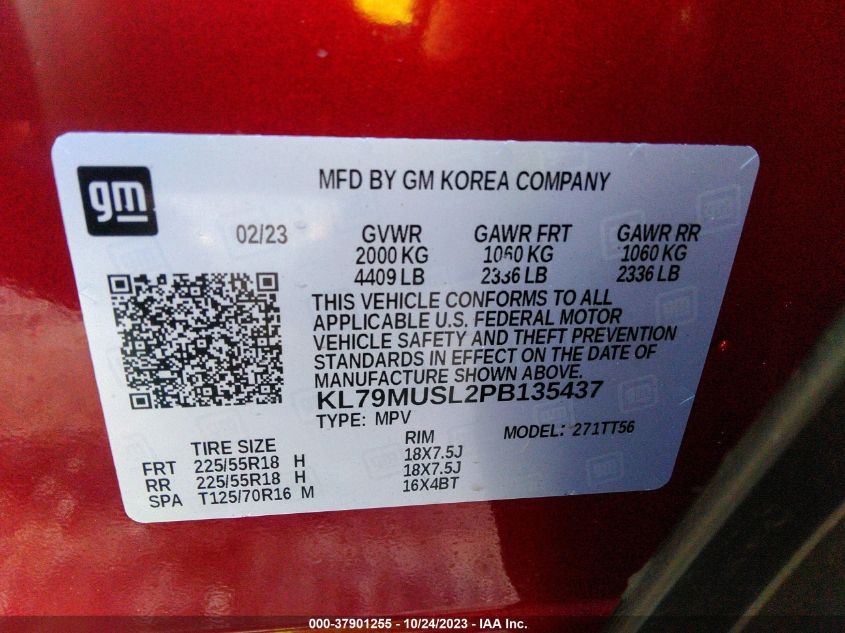 gm
MFD BY GM KOREA COMPANY
02/23 GVWR GAWR FRT GAWR RR
2000 KG 1060 KG 1060 KG
4409 LB 2336 LB 2336 LB
THIS VEHICLE CONFORMS TO ALL
APPLICABLE U.S. FEDERAL MOTOR
VEHICLE SAFETY AND THEFT PREVENTION
STANDARDS IN EFFECT ON THE DATE OF
MANUFACTURE SHOWN ABOVE.
KL79MUSL2PB135437
TYPE: MPV MODEL: 271TT56
TIRE SIZE RIM
FRT 225/55R18 H 18X7.5J
RR 225/55R18 H 18X7.5J
SPA T125/70R16 M 16X4BT
000-37901255 - 10/24/2023 - IAA Inc.